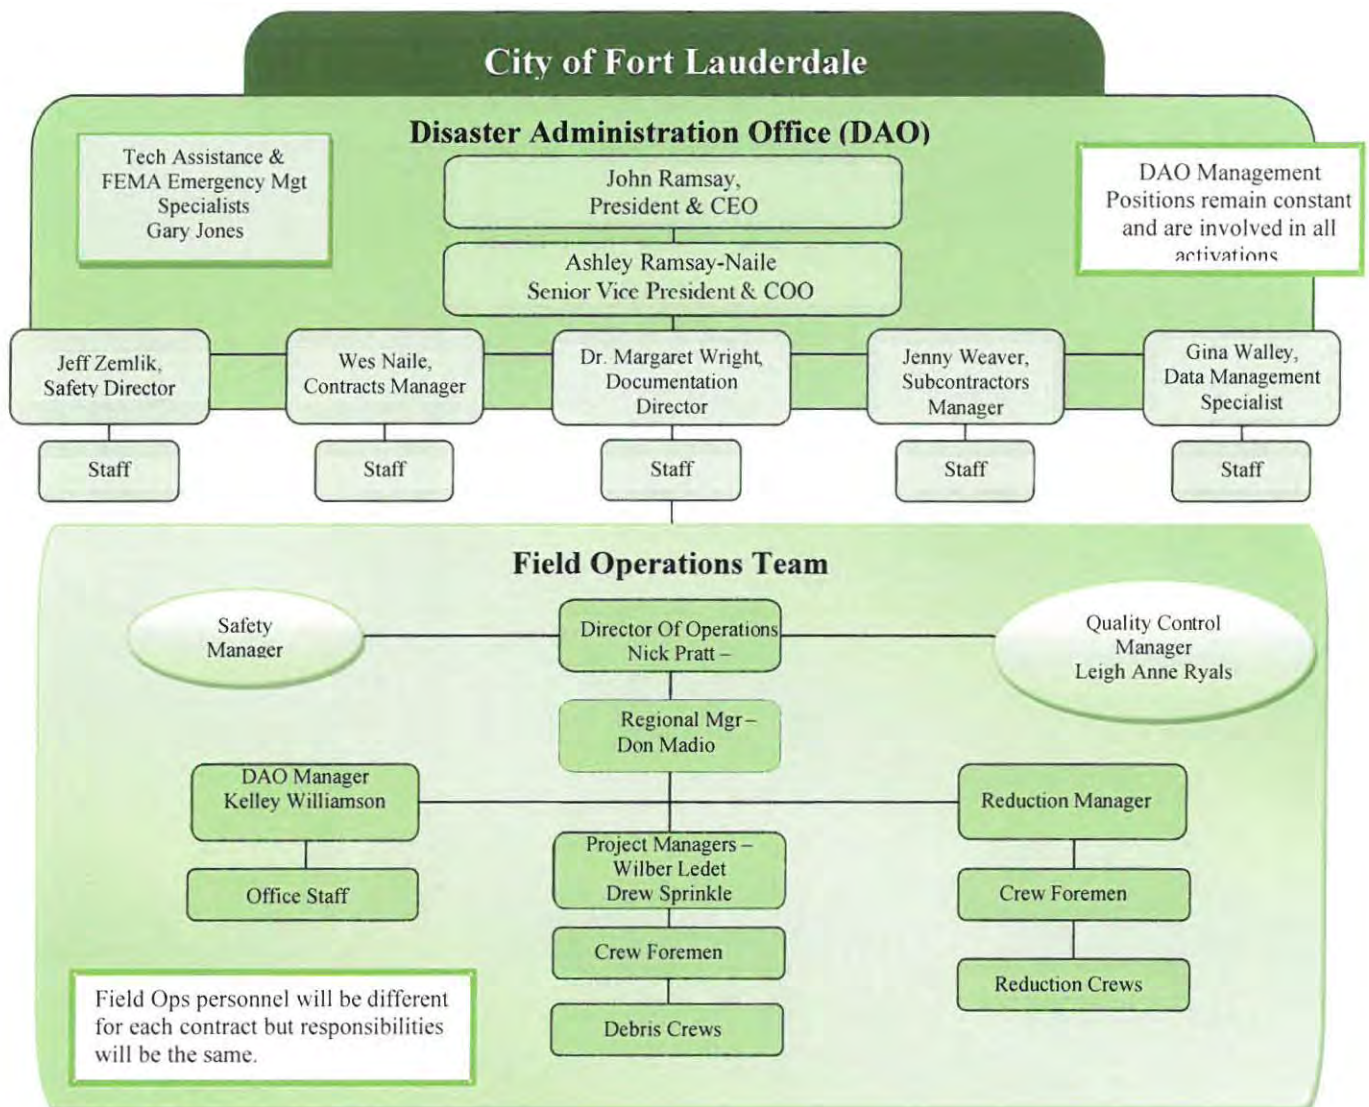 City of Fort Lauderdale
Disaster Administration Office (DAO)
Tech Assistance &
FEMA Emergency Mgt
Specialists
Gary Jones
John Ramsay,
President & CEO
DAO Management
Positions remain constant
and are involved in all
activations
Ashley Ramsay-Naile
Senior Vice President & COO
Jeff Zemlik,
Safety Director
Wes Naile,
Contracts Manager
Dr. Margaret Wright,
Documentation
Director
Jenny Weaver,
Subcontractors
Manager
Gina Walley,
Data Management
Specialist
Staff
Staff
Staff
Staff
Staff
Field Operations Team
Safety
Manager
Director Of Operations
Nick Pratt –
Quality Control
Manager
Leigh Anne Ryals
Regional Mgr –
Don Madio
DAO Manager
Kelley Williamson
Reduction Manager
Project Managers –
Wilber Ledet
Drew Sprinkle
Office Staff
Crew Foremen
Crew Foremen
Reduction Crews
Debris Crews
Field Ops personnel will be different
for each contract but responsibilities
will be the same.